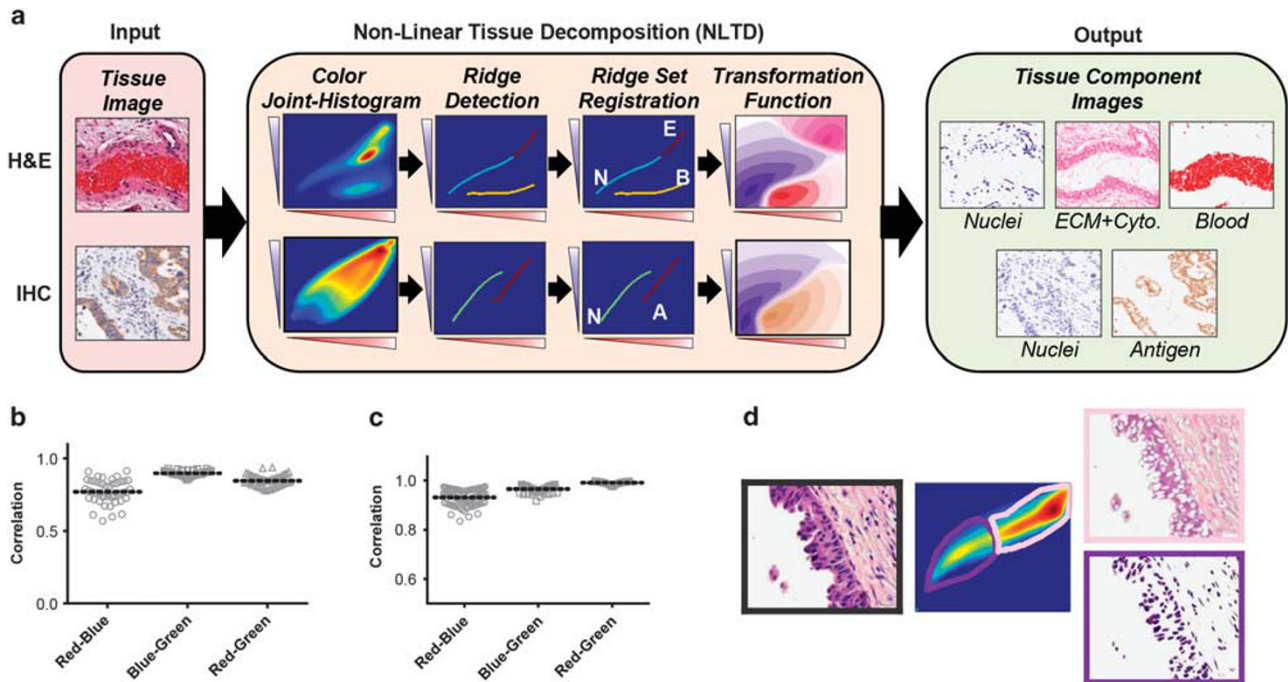 a
Input
Non-Linear Tissue Decomposition (NLTD)
Output
Tissue
Image
Color
Joint-Histogram
Ridge
Detection
Ridge Set
Registration
Transformation
Function
Tissue Component
Images
H&E
N
E
B
Nuclei
ECM+Cyto.
Blood
IHC
N
A
Nuclei
Antigen
b
Correlation
1.0
0.5
0.0
Red-Blue
Blue-Green
Red-Green
c
Correlation
1.0
0.8
0.6
Red-Blue
Blue-Green
Red-Green
d